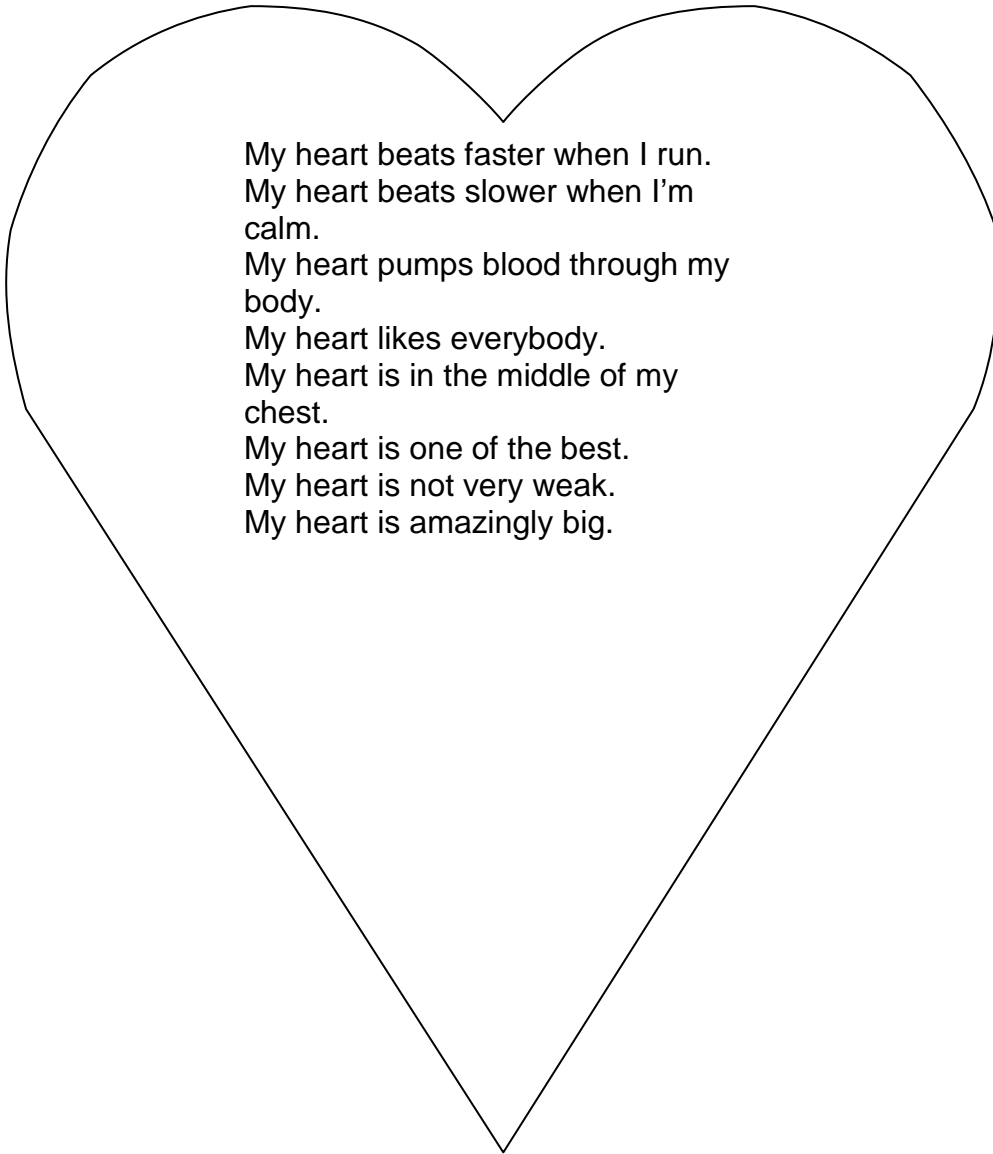 My heart beats faster when I run.
My heart beats slower when I’m
calm.
My heart pumps blood through my
body.
My heart likes everybody.
My heart is in the middle of my
chest.
My heart is one of the best.
My heart is not very weak.
My heart is amazingly big.